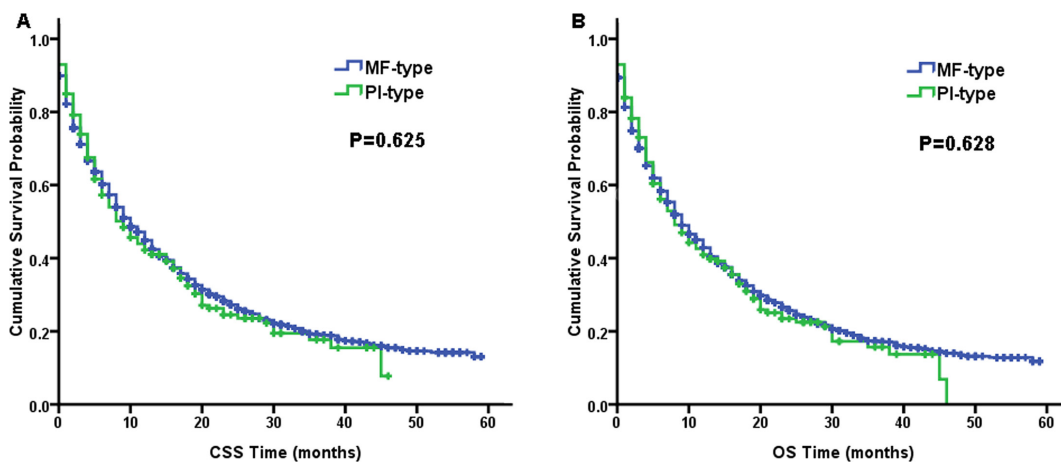 A
Cumulative Survival Probability
1.0
0.8
0.6
0.4
0.2
0.0
MF-type
PI-type
P=0.625
0 10 20 30 40 50 60
CSS Time (months)
B
Cumulative Survival Probability
1.0
0.8
0.6
0.4
0.2
0.0
MF-type
PI-type
P=0.628
0 10 20 30 40 50 60
OS Time (months)